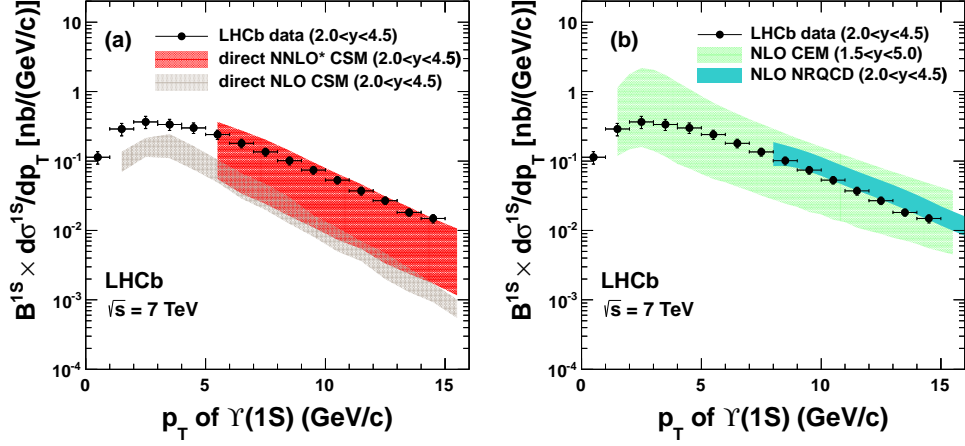 B^1S × dσ^1S/dp_T [nb/(GeV/c)]
10
1
10^-1
10^-2
10^-3
10^-4
(a)
LHCb data (2.0<y<4.5)
direct NNLO* CSM (2.0<y<4.5)
direct NLO CSM (2.0<y<4.5)
LHCb
√s = 7 TeV
0 5 10 15
p_T of ϒ(1S) (GeV/c)
B^1S × dσ^1S/dp_T [nb/(GeV/c)]
10
1
10^-1
10^-2
10^-3
10^-4
(b)
LHCb data (2.0<y<4.5)
NLO CEM (1.5<y<5.0)
NLO NRQCD (2.0<y<4.5)
LHCb
√s = 7 TeV
0 5 10 15
p_T of ϒ(1S) (GeV/c)